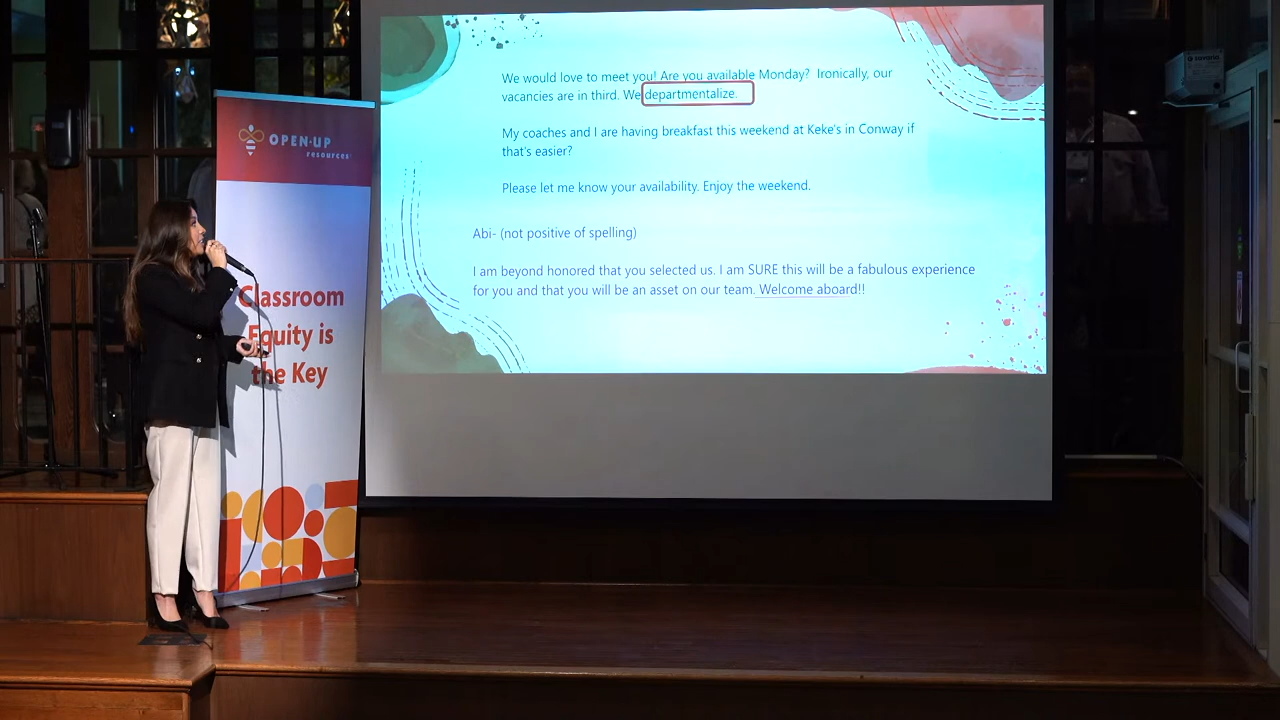 We would love to meet you! Are you available Monday?  Ironically, our
vacancies are in third. We departmentalize.
My coaches and I are having breakfast this weekend at Keke's in Conway if
that's easier?
Please let me know your availability. Enjoy the weekend.
Abi- (not positive of spelling)
I am beyond honored that you selected us. I am SURE this will be a fabulous experience
for you and that you will be an asset on our team. Welcome aboard!!
OPEN-UP
resources
Classroom
Equity is
the Key
savaria